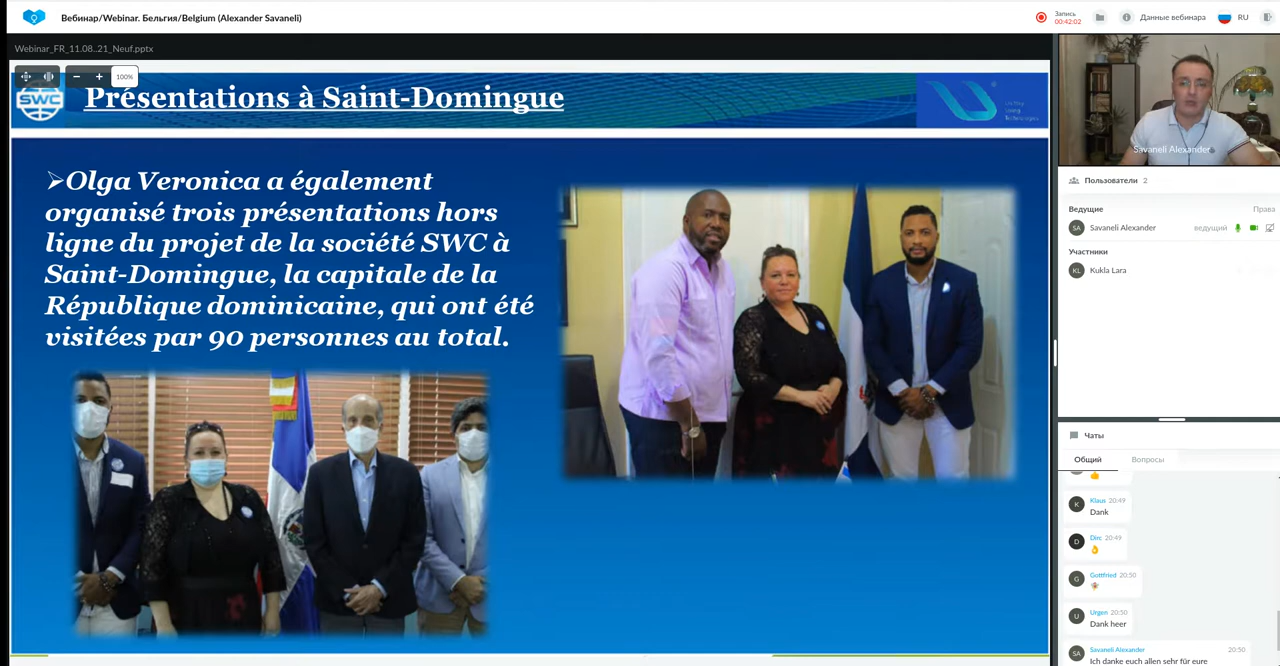 Вебинар/Webinar. Бельгия/Belgium (Alexander Savaneli)
Запись
00:42:02
Данные вебинара
RU
Webinar_FR_11.08..21_Neuf.pptx
100%
SWC
Présentations à Saint-Domingue
➢Olga Veronica a également
organisé trois présentations hors
ligne du projet de la société SWC à
Saint-Domingue, la capitale de la
République dominicaine, qui ont été
visitées par 90 personnes au total.
Savaneli Alexander
Пользователи 2
Ведущие Права
SA Savaneli Alexander ведущий
Участники
KL Kukla Lara
Чаты
Общий Вопросы
K Klaus 20:49
Dank
D Dirc 20:49
👌
G Gottfried 20:50
U Urgen 20:50
Dank heer
SA Savaneli Alexander 20:50
Ich danke euch allen sehr für eure